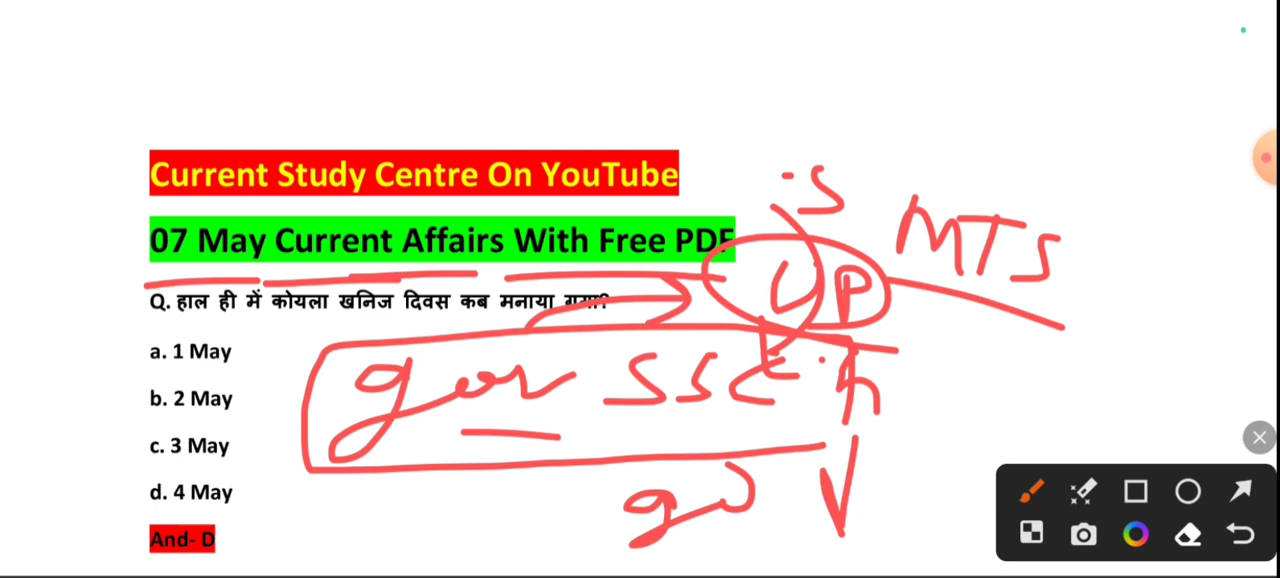 Current Study Centre On YouTube
07 May Current Affairs With Free PDF
MTS
Q. हाल ही में कोयला खनिज दिवस कब मनाया गया?
a. 1 May
SSC
b. 2 May
c. 3 May
d. 4 May
And- D